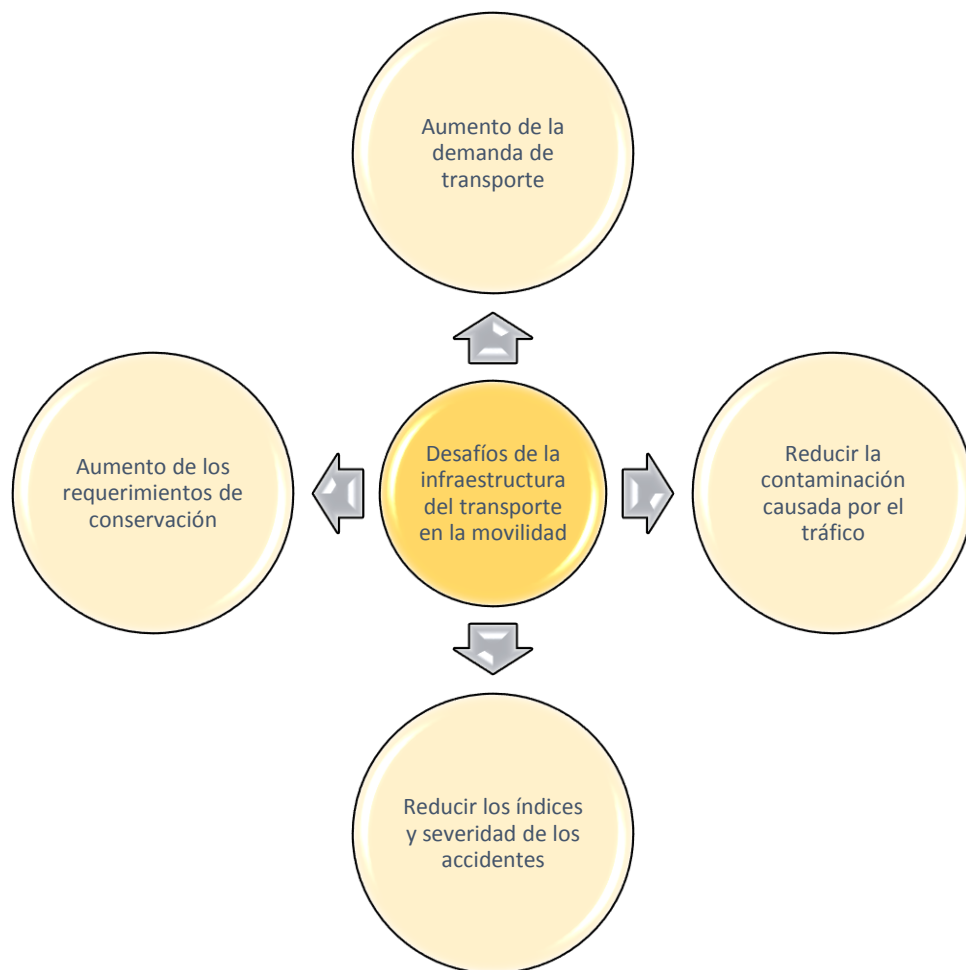 Aumento de la
demanda de
transporte
Aumento de los
requerimientos de
conservación
Desafíos de la
infraestructura
del transporte
en la movilidad
Reducir la
contaminación
causada por el
tráfico
Reducir los índices
y severidad de los
accidentes